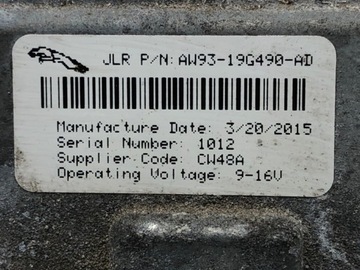 JLR P/N: AW93-19G490-AD
Manufacture Date: 3/20/2015
Serial Number: 1012
Supplier Code: CW48A
Operating Voltage: 9-16V